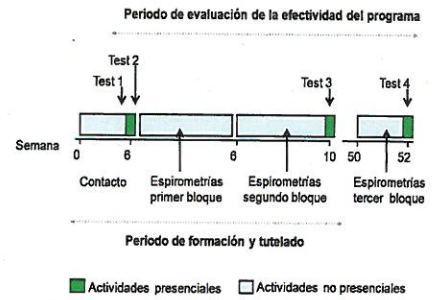 Periodo de evaluación de la efectividad del programa
Test 2
Test 1
Test 3
Test 4
Semana
0
6
6
10
50
52
Contacto
Espirometrías
primer bloque
Espirometrías
segundo bloque
Espirometrías
tercer bloque
Periodo de formación y tutelado
Actividades presenciales
Actividades no presenciales